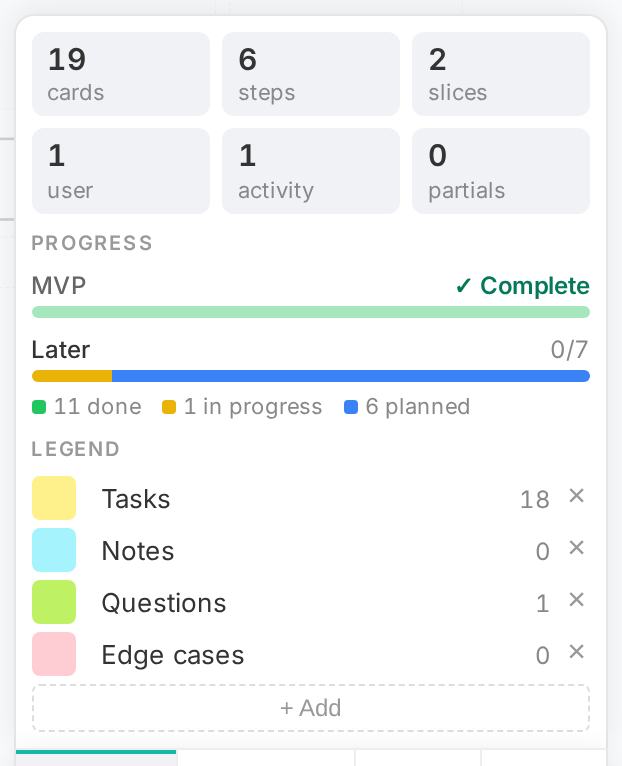 19 6 2
cards steps slices
1 1 0
user activity partials
PROGRESS
MVP ✓ Complete
Later 0/7
11 done 1 in progress 6 planned
LEGEND
Tasks 18 ✕
Notes 0 ✕
Questions 1 ✕
Edge cases 0 ✕
+ Add